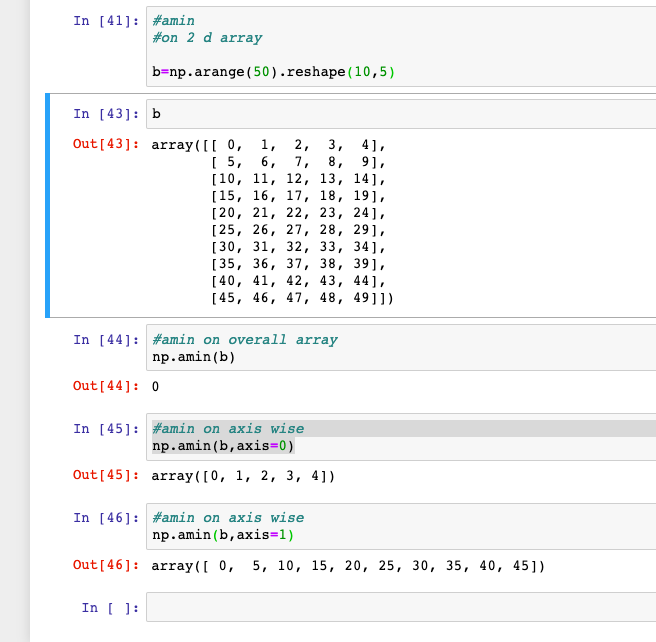 In [41]: #amin
#on 2 d array
b=np.arange(50).reshape(10,5)
In [43]: b
Out[43]: array([[ 0,  1,  2,  3,  4],
[ 5,  6,  7,  8,  9],
[10, 11, 12, 13, 14],
[15, 16, 17, 18, 19],
[20, 21, 22, 23, 24],
[25, 26, 27, 28, 29],
[30, 31, 32, 33, 34],
[35, 36, 37, 38, 39],
[40, 41, 42, 43, 44],
[45, 46, 47, 48, 49]])
In [44]: #amin on overall array
np.amin(b)
Out[44]: 0
In [45]: #amin on axis wise
np.amin(b,axis=0)
Out[45]: array([0, 1, 2, 3, 4])
In [46]: #amin on axis wise
np.amin(b,axis=1)
Out[46]: array([ 0,  5, 10, 15, 20, 25, 30, 35, 40, 45])
In [ ]: